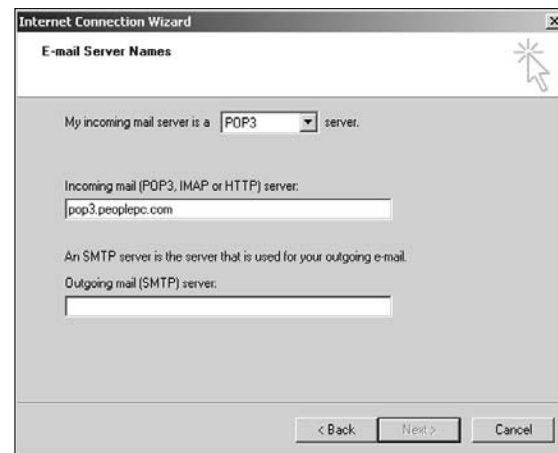 Internet Connection Wizard
E-mail Server Names
My incoming mail server is a POP3 server.
Incoming mail (POP3, IMAP or HTTP) server:
pop3.peoplepc.com
An SMTP server is the server that is used for your outgoing e-mail.
Outgoing mail (SMTP) server:
< Back Next > Cancel